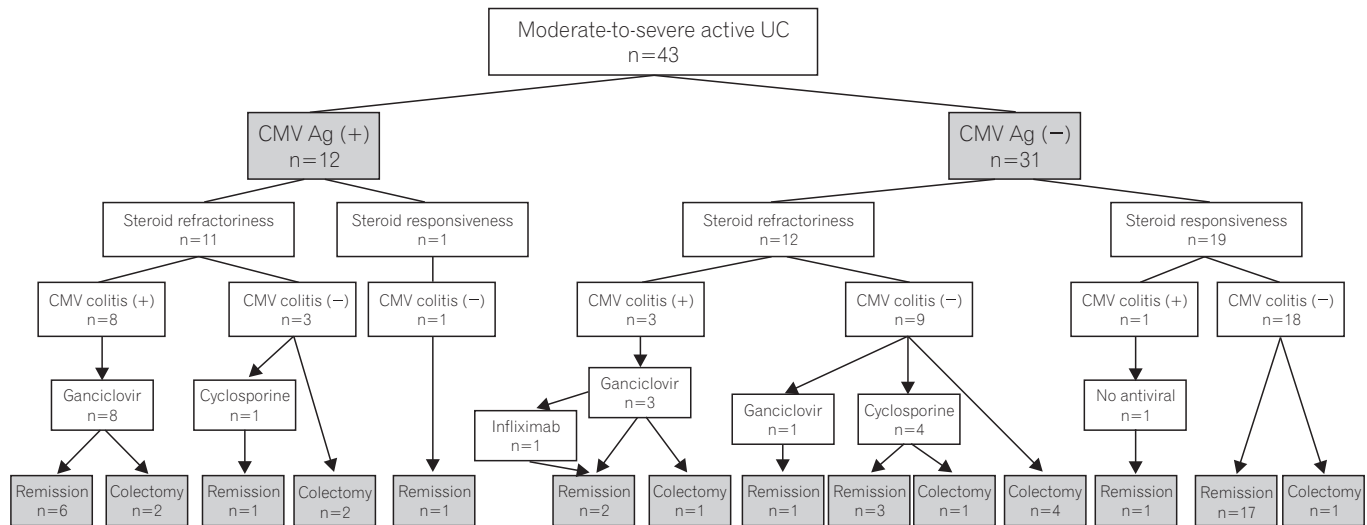 Moderate-to-severe active UC
n=43
CMV Ag (+)
n=12
CMV Ag (−)
n=31
Steroid refractoriness
n=11
Steroid responsiveness
n=1
Steroid refractoriness
n=12
Steroid responsiveness
n=19
CMV colitis (+)
n=8
CMV colitis (−)
n=3
CMV colitis (−)
n=1
CMV colitis (+)
n=3
CMV colitis (−)
n=9
CMV colitis (+)
n=1
CMV colitis (−)
n=18
Ganciclovir
n=8
Cyclosporine
n=1
Infliximab
n=1
Ganciclovir
n=3
Ganciclovir
n=1
Cyclosporine
n=4
No antiviral
n=1
Remission
n=6
Colectomy
n=2
Remission
n=1
Colectomy
n=2
Remission
n=1
Remission
n=2
Colectomy
n=1
Remission
n=1
Remission
n=3
Colectomy
n=1
Colectomy
n=4
Remission
n=1
Remission
n=17
Colectomy
n=1